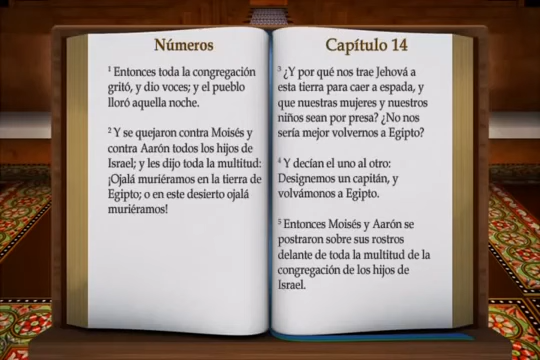 Números
1 Entonces toda la congregación
gritó, y dio voces; y el pueblo
lloró aquella noche.
2 Y se quejaron contra Moisés y
contra Aarón todos los hijos de
Israel; y les dijo toda la multitud:
¡Ojalá muriéramos en la tierra de
Egipto; o en este desierto ojalá
muriéramos!
Capítulo 14
3 ¿Y por qué nos trae Jehová a
esta tierra para caer a espada, y
que nuestras mujeres y nuestros
niños sean por presa? ¿No nos
sería mejor volvernos a Egipto?
4 Y decían el uno al otro:
Designemos un capitán, y
volvámonos a Egipto.
5 Entonces Moisés y Aarón se
postraron sobre sus rostros
delante de toda la multitud de la
congregación de los hijos de
Israel.